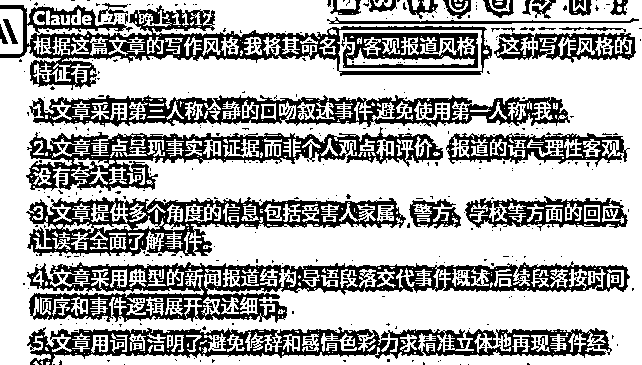 Claude 应用 晚上11:12
根据这篇文章的写作风格,我将其命名为"客观报道风格"。这种写作风格的
特征有:
1.文章采用第三人称冷静的口吻叙述事件,避免使用第一人称"我"。
2.文章重点呈现事实和证据,而非个人观点和评价。报道的语气理性客观,
没有夸大其词。
3.文章提供多个角度的信息,包括受害人家属、警方、学校等方面的回应,
让读者全面了解事件。
4.文章采用典型的新闻报道结构,导语段落交代事件概述,后续段落按时间
顺序和事件逻辑展开叙述细节。
5.文章用词简洁明了,避免修辞和感情色彩,力求精准立体地再现事件经